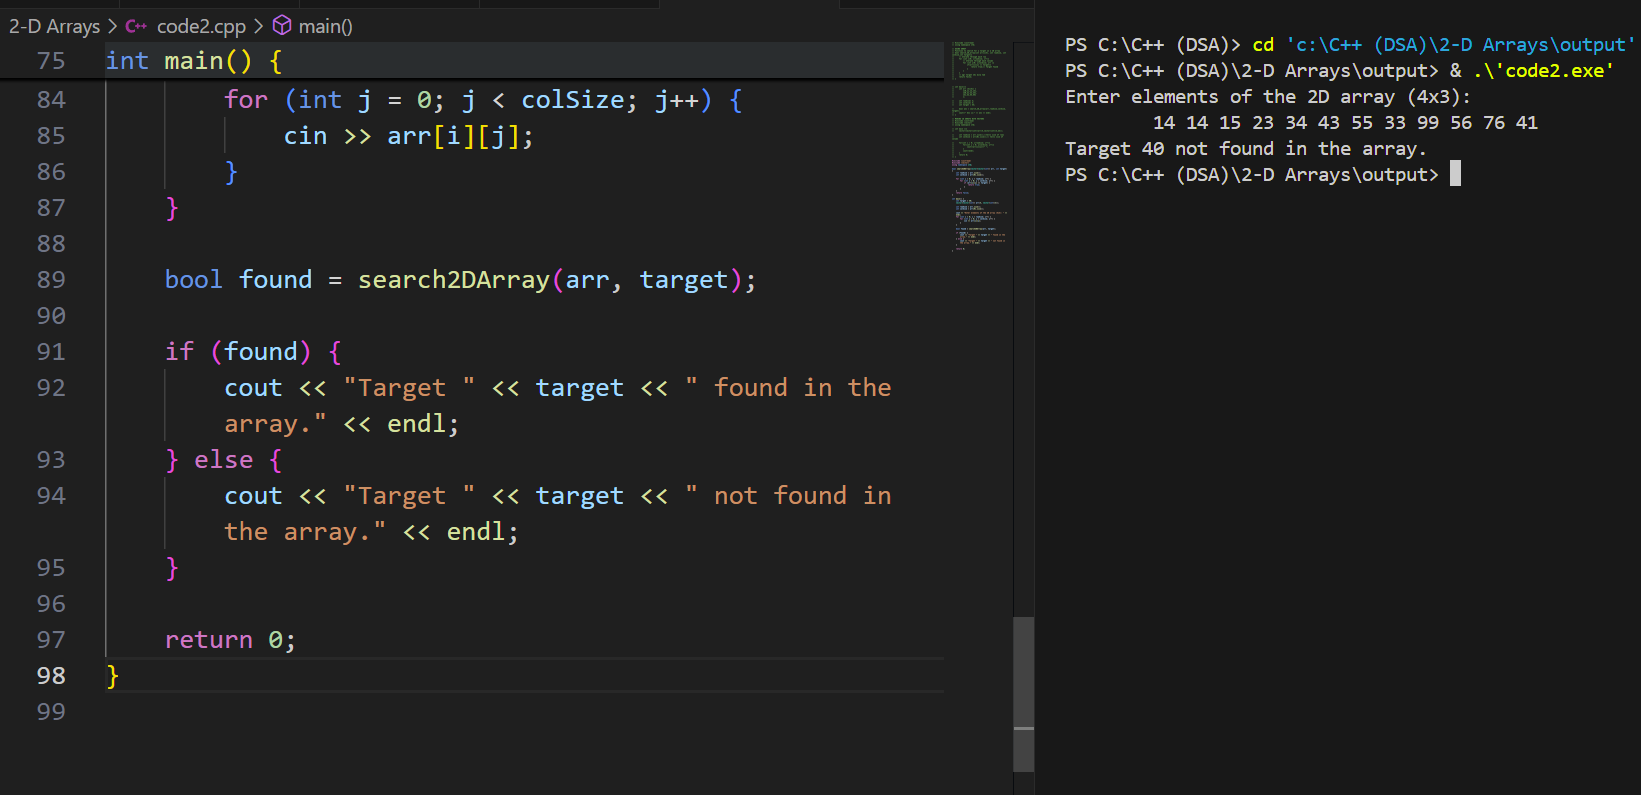 2-D Arrays > C++ code2.cpp > main()
75 int main() {
84 for (int j = 0; j < colSize; j++) {
85 cin >> arr[i][j];
86 }
87 }
88
89 bool found = search2DArray(arr, target);
90
91 if (found) {
92 cout << "Target " << target << " found in the
array." << endl;
93 } else {
94 cout << "Target " << target << " not found in
the array." << endl;
95 }
96
97 return 0;
98 }
99
PS C:\C++ (DSA)> cd 'c:\C++ (DSA)\2-D Arrays\output'
PS C:\C++ (DSA)\2-D Arrays\output> & .\'code2.exe'
Enter elements of the 2D array (4x3):
14 14 15 23 34 43 55 33 99 56 76 41
Target 40 not found in the array.
PS C:\C++ (DSA)\2-D Arrays\output>